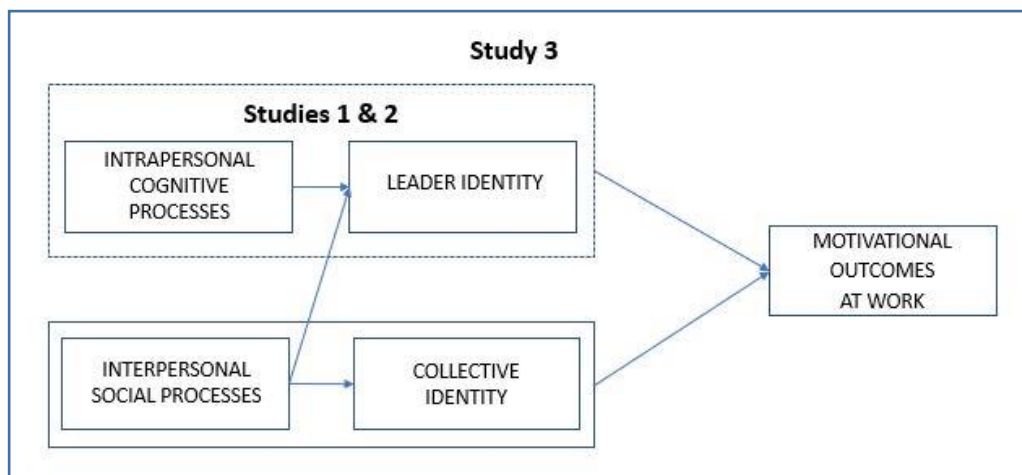 Study 3
Studies 1 & 2
INTRAPERSONAL
COGNITIVE
PROCESSES
LEADER IDENTITY
MOTIVATIONAL
OUTCOMES
AT WORK
INTERPERSONAL
SOCIAL PROCESSES
COLLECTIVE
IDENTITY